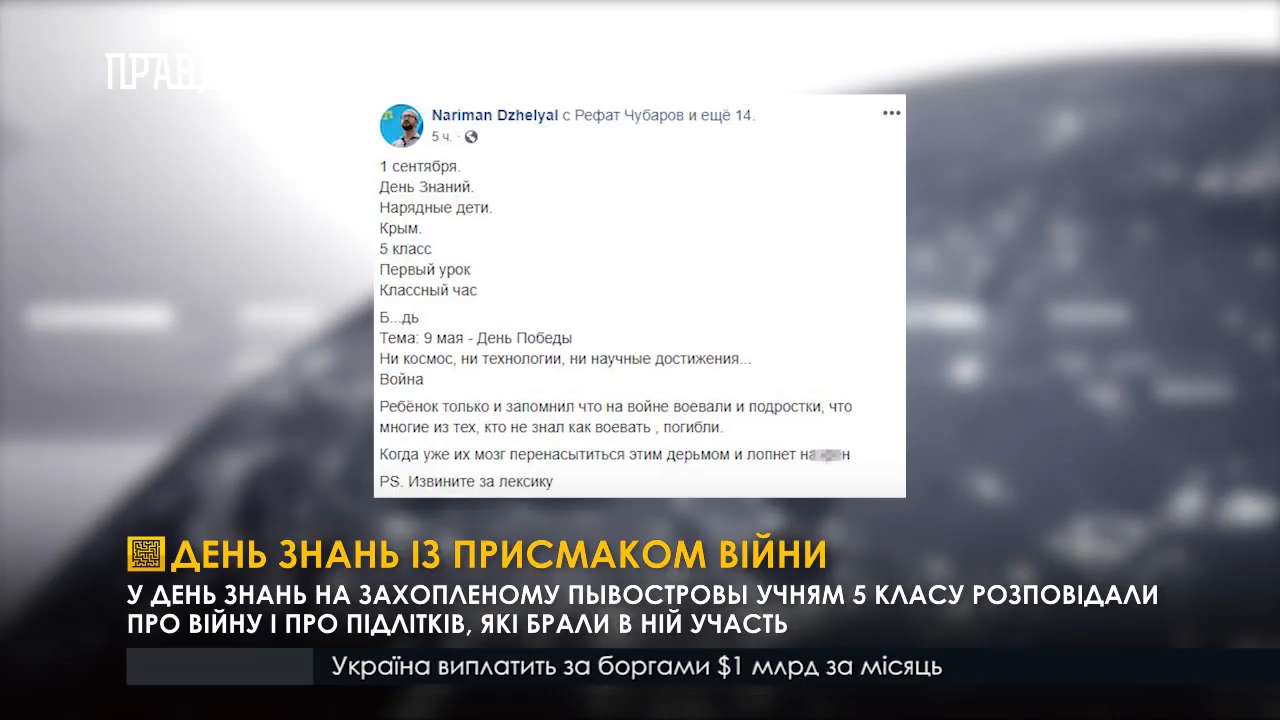 ПРАВД
Nariman Dzhelyal с Рефат Чубаров и ещё 14.
5 ч.
1 сентября.
День Знаний.
Нарядные дети.
Крым.
5 класс
Первый урок
Классный час
Б...дь
Тема: 9 мая - День Победы
Ни космос, ни технологии, ни научные достижения...
Война
Ребёнок только и запомнил что на войне воевали и подростки, что
многие из тех, кто не знал как воевать , погибли.
Когда уже их мозг перенасытиться этим дерьмом и лопнет
PS. Извините за лексику
ДЕНЬ ЗНАНЬ ІЗ ПРИСМАКОМ ВІЙНИ
У ДЕНЬ ЗНАНЬ НА ЗАХОПЛЕНОМУ ПЫВОСТРОВЫ УЧНЯМ 5 КЛАСУ РОЗПОВІДАЛИ
ПРО ВІЙНУ І ПРО ПІДЛІТКІВ, ЯКІ БРАЛИ В НІЙ УЧАСТЬ
Україна виплатить за боргами $1 млрд за місяць